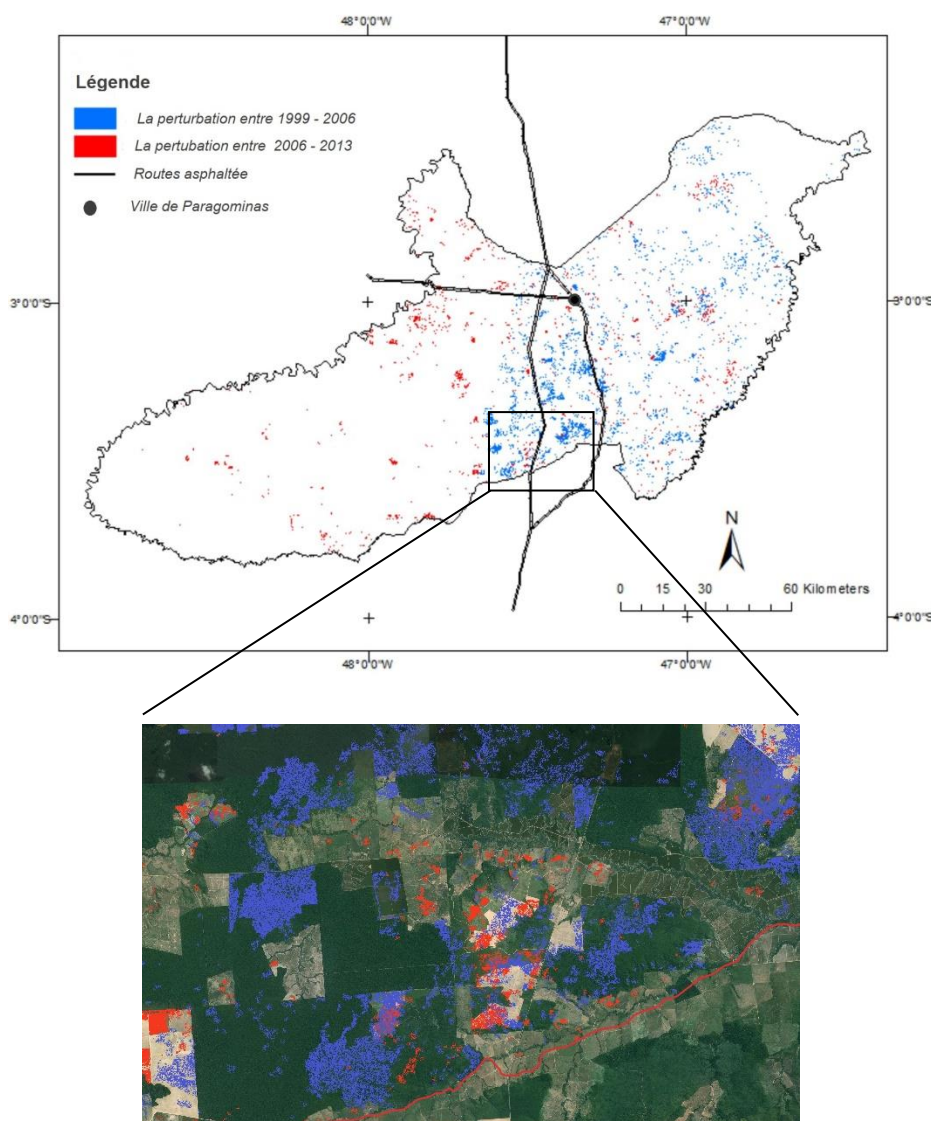 48°0'0"W 47°0'0"W
Légende
La perturbation entre 1999 - 2006
La pertubation entre 2006 - 2013
Routes asphaltée
Ville de Paragominas
3°0'0"S 3°0'0"S
N
0 15 30 60 Kilometers
4°0'0"S 4°0'0"S
48°0'0"W 47°0'0"W